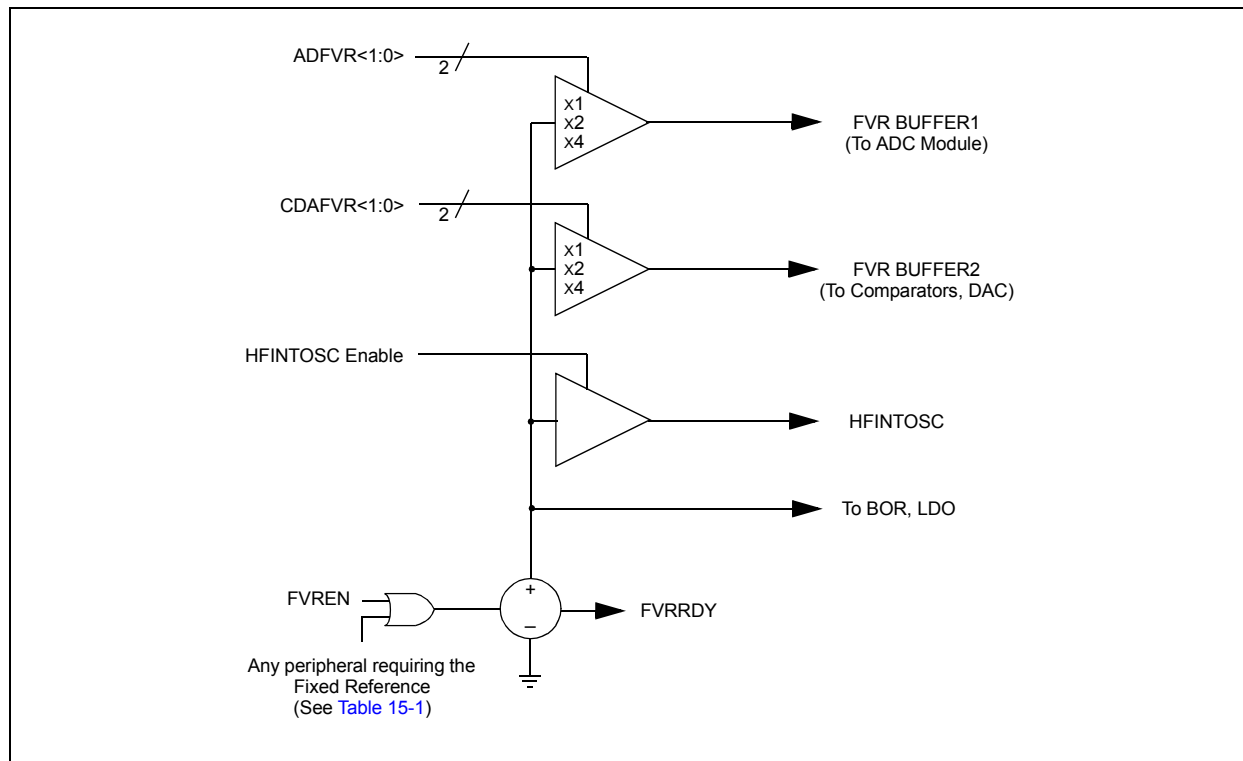 ADFVR<1:0>
2
x1
x2
x4
FVR BUFFER1
(To ADC Module)
CDAFVR<1:0>
2
x1
x2
x4
FVR BUFFER2
(To Comparators, DAC)
HFINTOSC Enable
HFINTOSC
To BOR, LDO
FVREN
+
_
FVRRDY
Any peripheral requiring the
Fixed Reference
(See Table 15-1)